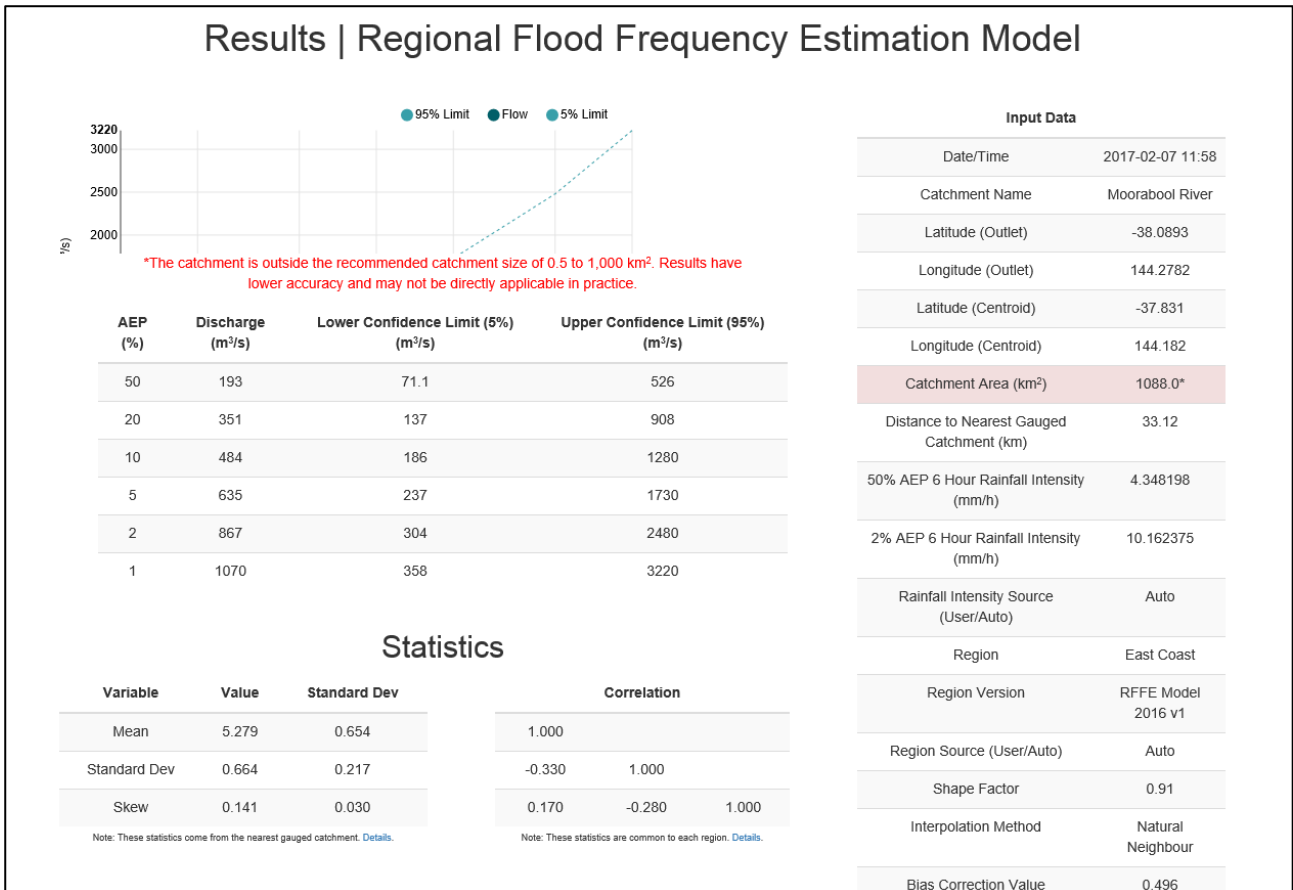 Results | Regional Flood Frequency Estimation Model
95% Limit Flow 5% Limit
3220
3000
2500
2000
³/s)
*The catchment is outside the recommended catchment size of 0.5 to 1,000 km². Results have
lower accuracy and may not be directly applicable in practice.
AEP Discharge Lower Confidence Limit (5%) Upper Confidence Limit (95%)
(%) (m³/s) (m³/s) (m³/s)
50 193 71.1 526
20 351 137 908
10 484 186 1280
5 635 237 1730
2 867 304 2480
1 1070 358 3220
Statistics
Variable Value Standard Dev
Mean 5.279 0.654
Standard Dev 0.664 0.217
Skew 0.141 0.030
Note: These statistics come from the nearest gauged catchment. Details.
Correlation
1.000
-0.330 1.000
0.170 -0.280 1.000
Note: These statistics are common to each region. Details.
Input Data
Date/Time 2017-02-07 11:58
Catchment Name Moorabool River
Latitude (Outlet) -38.0893
Longitude (Outlet) 144.2782
Latitude (Centroid) -37.831
Longitude (Centroid) 144.182
Catchment Area (km²) 1088.0*
Distance to Nearest Gauged 33.12
Catchment (km)
50% AEP 6 Hour Rainfall Intensity 4.348198
(mm/h)
2% AEP 6 Hour Rainfall Intensity 10.162375
(mm/h)
Rainfall Intensity Source Auto
(User/Auto)
Region East Coast
Region Version RFFE Model
2016 v1
Region Source (User/Auto) Auto
Shape Factor 0.91
Interpolation Method Natural
Neighbour
Bias Correction Value 0.496